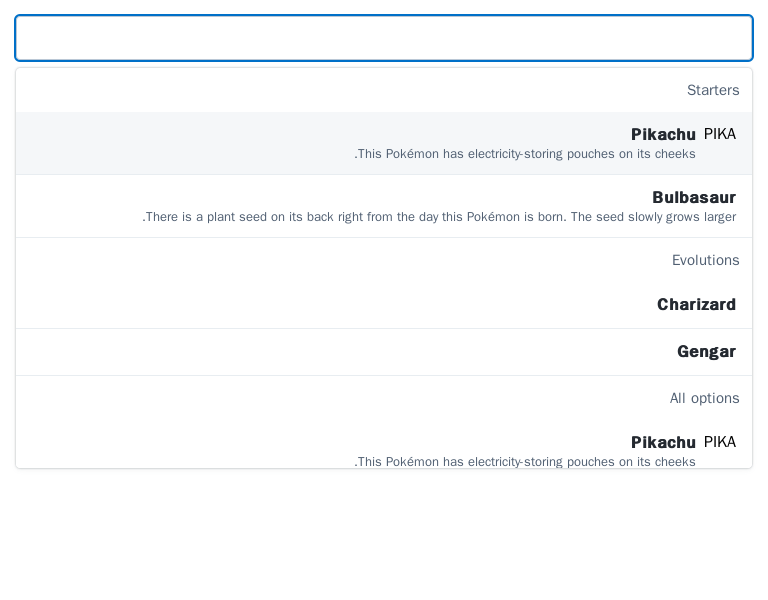 Starters
PIKA Pikachu
.This Pokémon has electricity-storing pouches on its cheeks
Bulbasaur
.There is a plant seed on its back right from the day this Pokémon is born. The seed slowly grows larger
Evolutions
Charizard
Gengar
All options
PIKA Pikachu
.This Pokémon has electricity-storing pouches on its cheeks